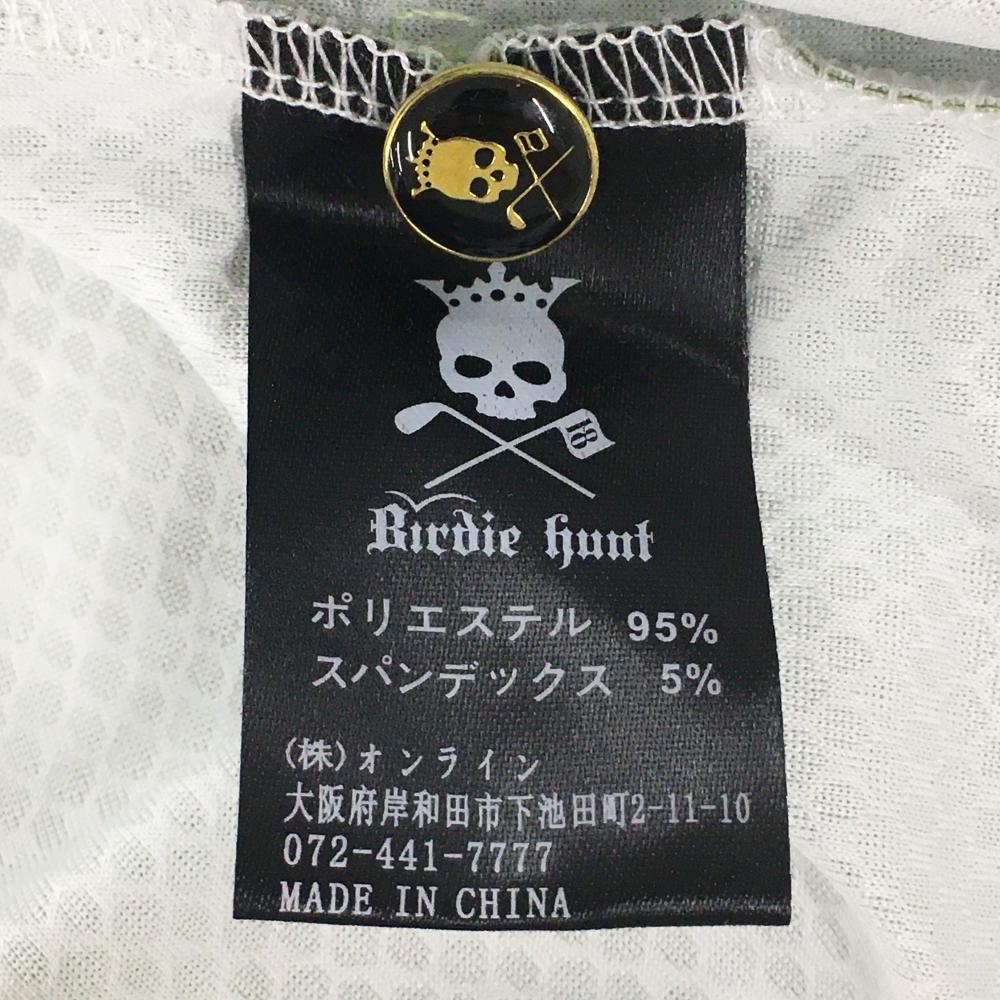 18
Birdie hunt
ポリエステル 95%
スパンデックス 5%
(株)オンライン
大阪府岸和田市下池田町2-11-10
072-441-7777
MADE IN CHINA